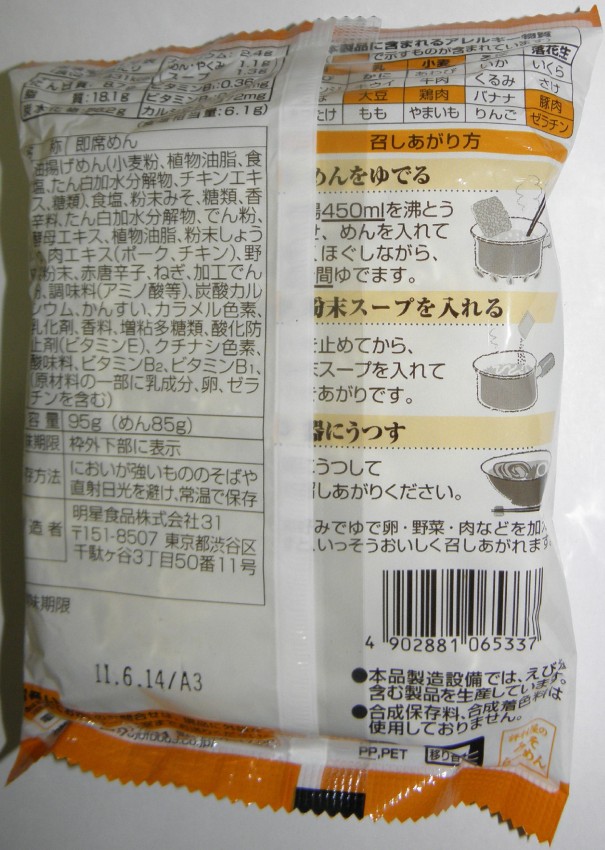 本製品に含まれるアレルギー物質
で示すものが含まれています
落花生
小麦 いか いくら
かに 牛肉 くるみ さけ
大豆 鶏肉 バナナ 豚肉
もも やまいも りんご ゼラチン
2.4g
めん・やくみ 1.1g
スープ 1.3g
質:18.1g
相当量:6.1g)
召しあがり方
めんをゆでる
450mlを沸とう
、めんを入れて
ほぐしながら、
間ゆでます。
粉末スープを入れる
止めてから、
スープを入れて
あがりです。
器にうつす
うつして
しあがりください。
みでゆで卵・野菜・肉などを加
いっそうおいしく召しあがれます
称 即席めん
油揚げめん(小麦粉、植物油脂、食
塩、たん白加水分解物、チキンエキ
ス、糖類)、食塩、粉末みそ、糖類、香
辛料、たん白加水分解物、でん粉、
酵母エキス、植物油脂、粉末しょう
、肉エキス(ポーク、チキン)、野
粉末、赤唐辛子、ねぎ、加工でん
、調味料(アミノ酸等)、炭酸カル
シウム、かんすい、カラメル色素、
乳化剤、香料、増粘多糖類、酸化防
止剤(ビタミンE)、クチナシ色素、
酸味料、ビタミンB₂、ビタミンB₁、
(原材料の一部に乳成分、卵、ゼラ
チンを含む)
容量 95g (めん85g)
味期限 枠外下部に表示
存方法 においが強いもののそばや
直射日光を避け、常温で保存
造者 明星食品株式会社31
〒151-8507 東京都渋谷区
千駄ヶ谷3丁目50番11号
味期限
11.6.14/A3
4 902881 065337
●本品製造設備では、えび
含む製品を生産しています。
●合成保存料、合成着色料は
使用しておりません。
PP,PET